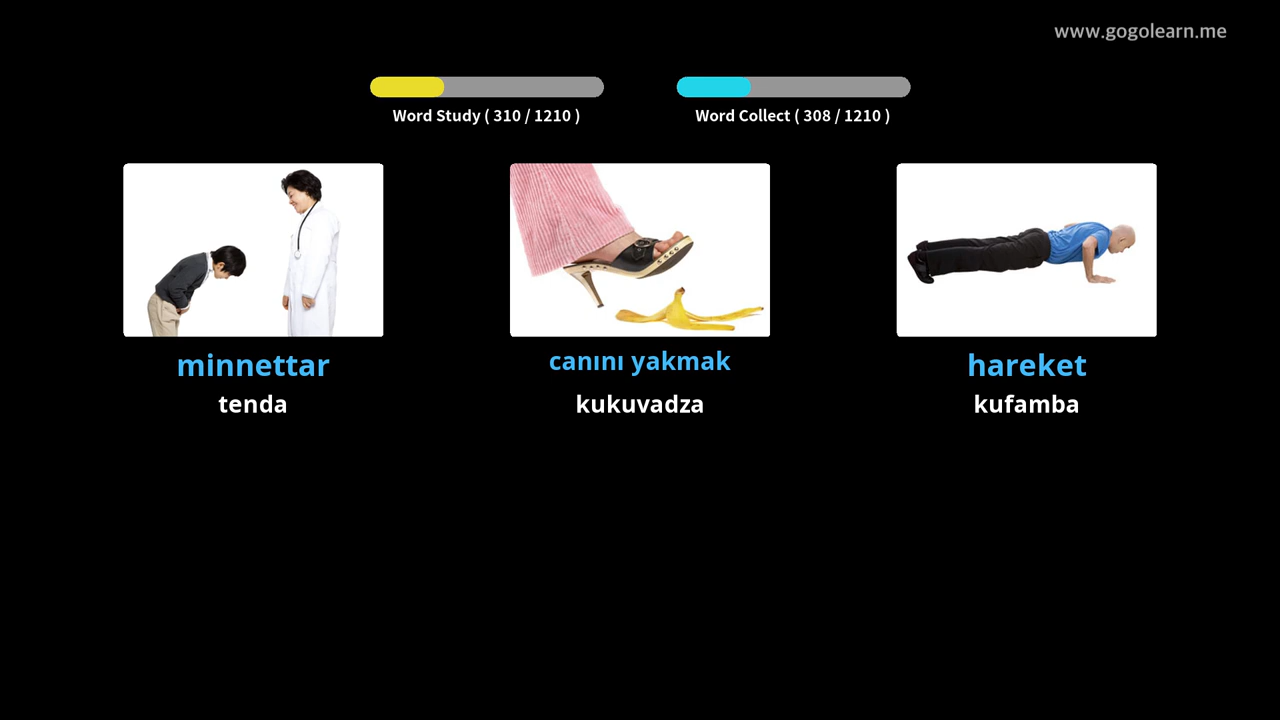 www.gogolearn.me
Word Study ( 310 / 1210 )
Word Collect ( 308 / 1210 )
minnettar
tenda
canını yakmak
kukuvadza
hareket
kufamba